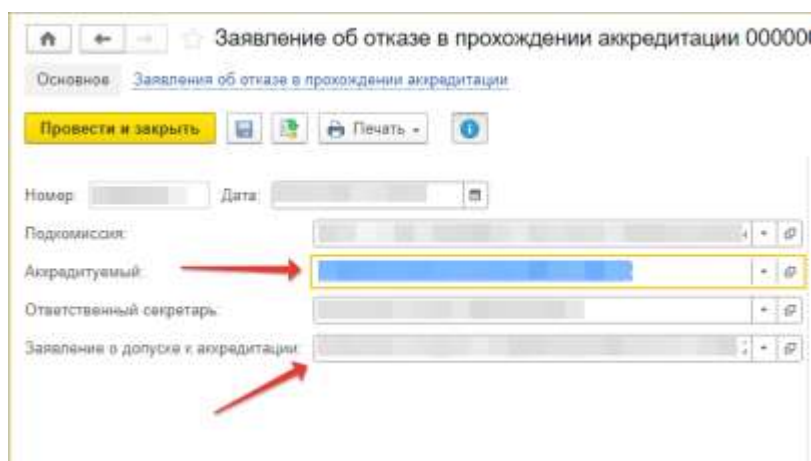 Заявление об отказе в прохождении аккредитации 00000
Основное Заявления об отказе в прохождении аккредитации
Провести и закрыть Печать
Номер: Дата:
Подкомиссия:
Аккредитуемый:
Ответственный секретарь:
Заявление о допуске к аккредитации: